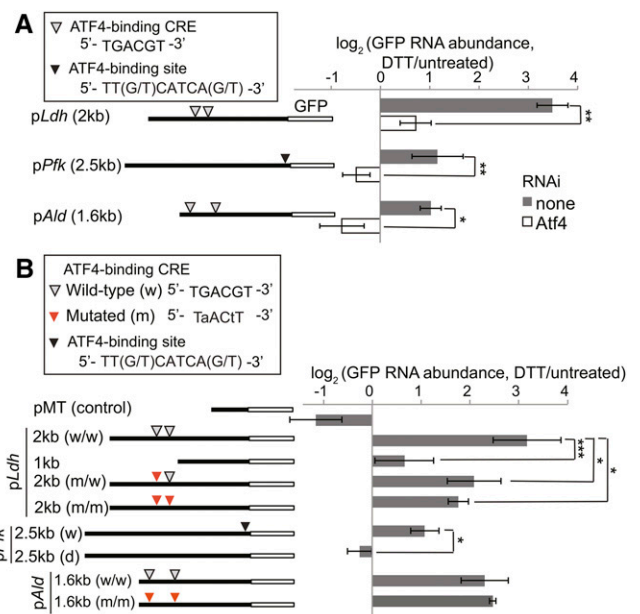 A
ATF4-binding CRE
5'- TGACGT -3'
ATF4-binding site
5'- TT(G/T)CATCA(G/T) -3'
log2 (GFP RNA abundance,
DTT/untreated)
-1 0 1 2 3 4
GFP
pLdh (2kb)
**
pPfk (2.5kb)
**
pAld (1.6kb)
*
RNAi
none
Atf4
B
ATF4-binding CRE
Wild-type (w) 5'- TGACGT -3'
Mutated (m) 5'- TaACtT -3'
ATF4-binding site
5'- TT(G/T)CATCA(G/T) -3'
log2 (GFP RNA abundance, DTT/untreated)
-1 0 1 2 3 4
pMT (control)
pLdh
2kb (w/w)
1kb
2kb (m/w)
2kb (m/m)
***
*
*
2.5kb (w)
2.5kb (d)
*
pAld
1.6kb (w/w)
1.6kb (m/m)